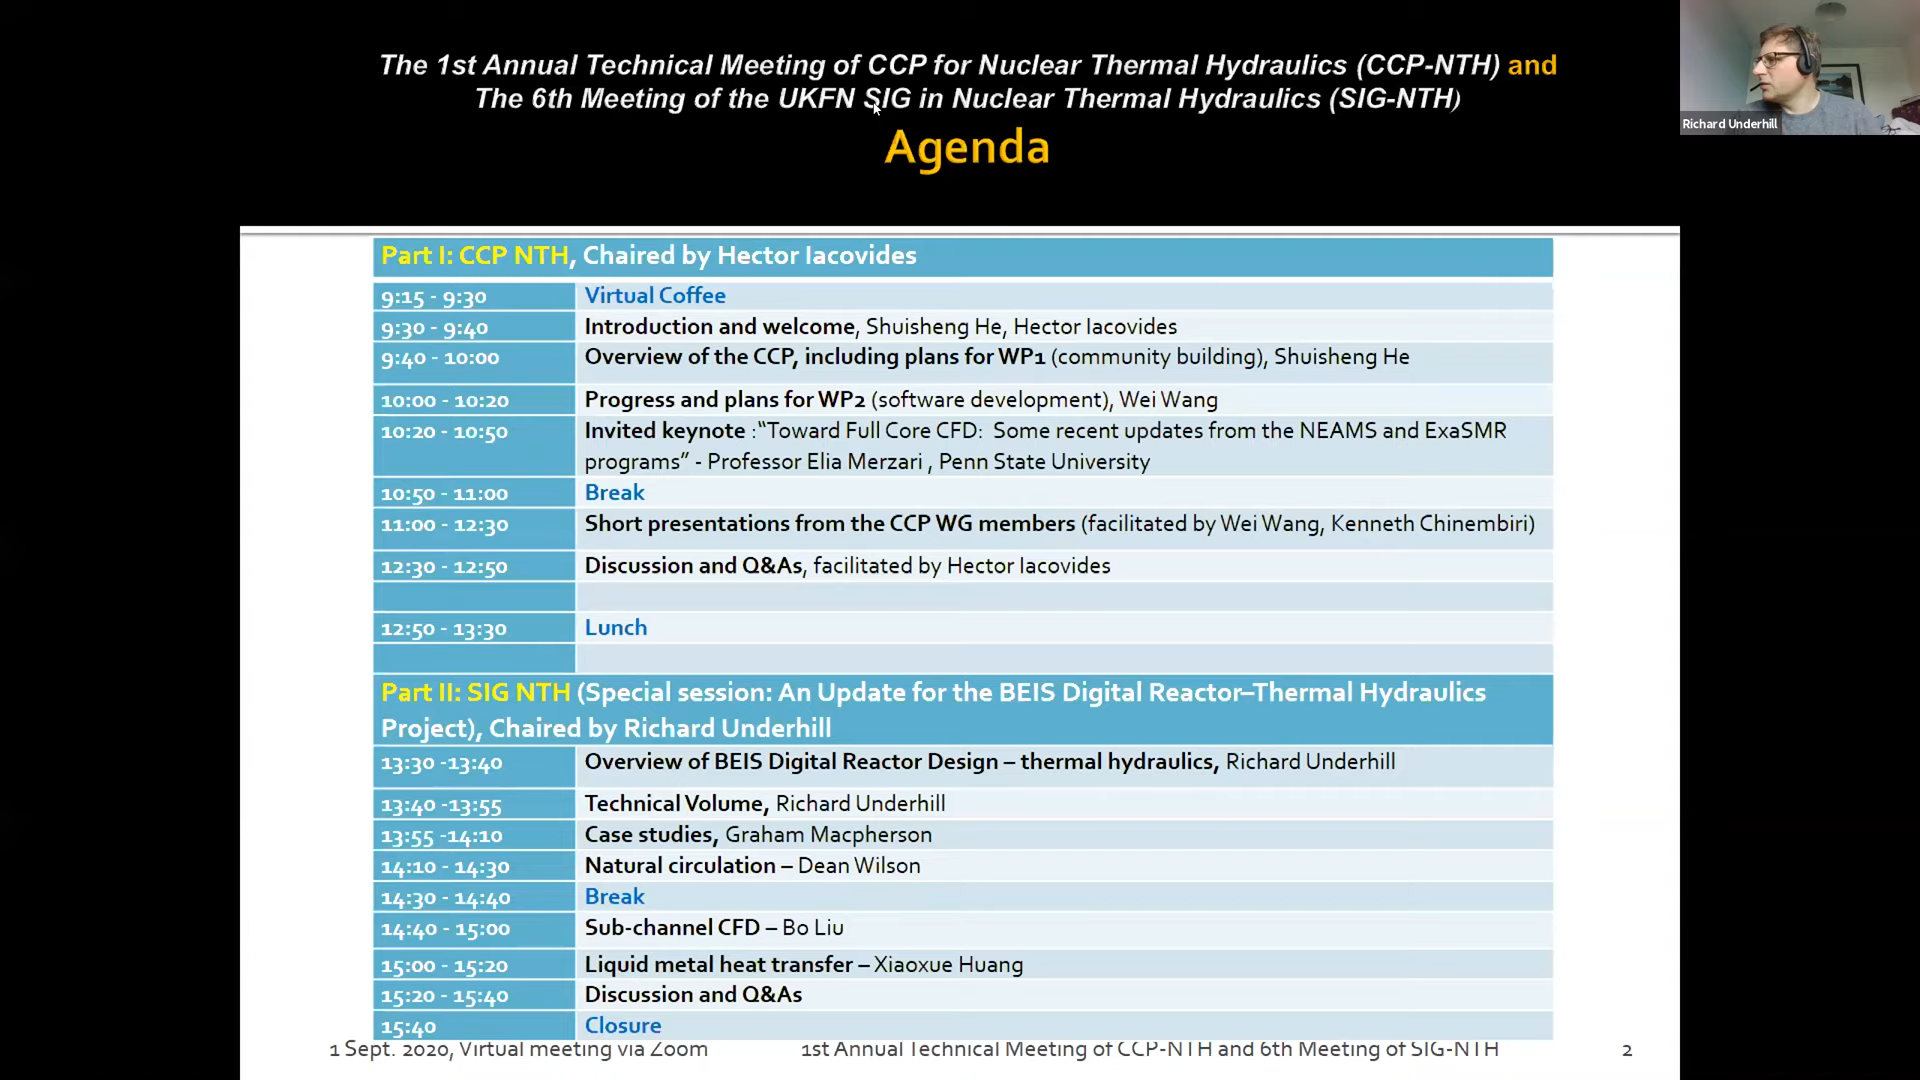 The 1st Annual Technical Meeting of CCP for Nuclear Thermal Hydraulics (CCP-NTH) and
The 6th Meeting of the UKFN SIG in Nuclear Thermal Hydraulics (SIG-NTH)
Agenda
Richard Underhill
Part I: CCP NTH, Chaired by Hector Iacovides
9:15 - 9:30 Virtual Coffee
9:30 - 9:40 Introduction and welcome, Shuisheng He, Hector Iacovides
9:40 - 10:00 Overview of the CCP, including plans for WP1 (community building), Shuisheng He
10:00 - 10:20 Progress and plans for WP2 (software development), Wei Wang
10:20 - 10:50 Invited keynote :“Toward Full Core CFD: Some recent updates from the NEAMS and ExaSMR
programs” - Professor Elia Merzari , Penn State University
10:50 - 11:00 Break
11:00 - 12:30 Short presentations from the CCP WG members (facilitated by Wei Wang, Kenneth Chinembiri)
12:30 - 12:50 Discussion and Q&As, facilitated by Hector Iacovides
12:50 - 13:30 Lunch
Part II: SIG NTH (Special session: An Update for the BEIS Digital Reactor–Thermal Hydraulics
Project), Chaired by Richard Underhill
13:30 -13:40 Overview of BEIS Digital Reactor Design – thermal hydraulics, Richard Underhill
13:40 -13:55 Technical Volume, Richard Underhill
13:55 -14:10 Case studies, Graham Macpherson
14:10 - 14:30 Natural circulation – Dean Wilson
14:30 - 14:40 Break
14:40 - 15:00 Sub-channel CFD – Bo Liu
15:00 - 15:20 Liquid metal heat transfer – Xiaoxue Huang
15:20 - 15:40 Discussion and Q&As
15:40 Closure
1 Sept. 2020, Virtual meeting via Zoom 1st Annual Technical Meeting of CCP-NTH and 6th Meeting of SIG-NTH 2